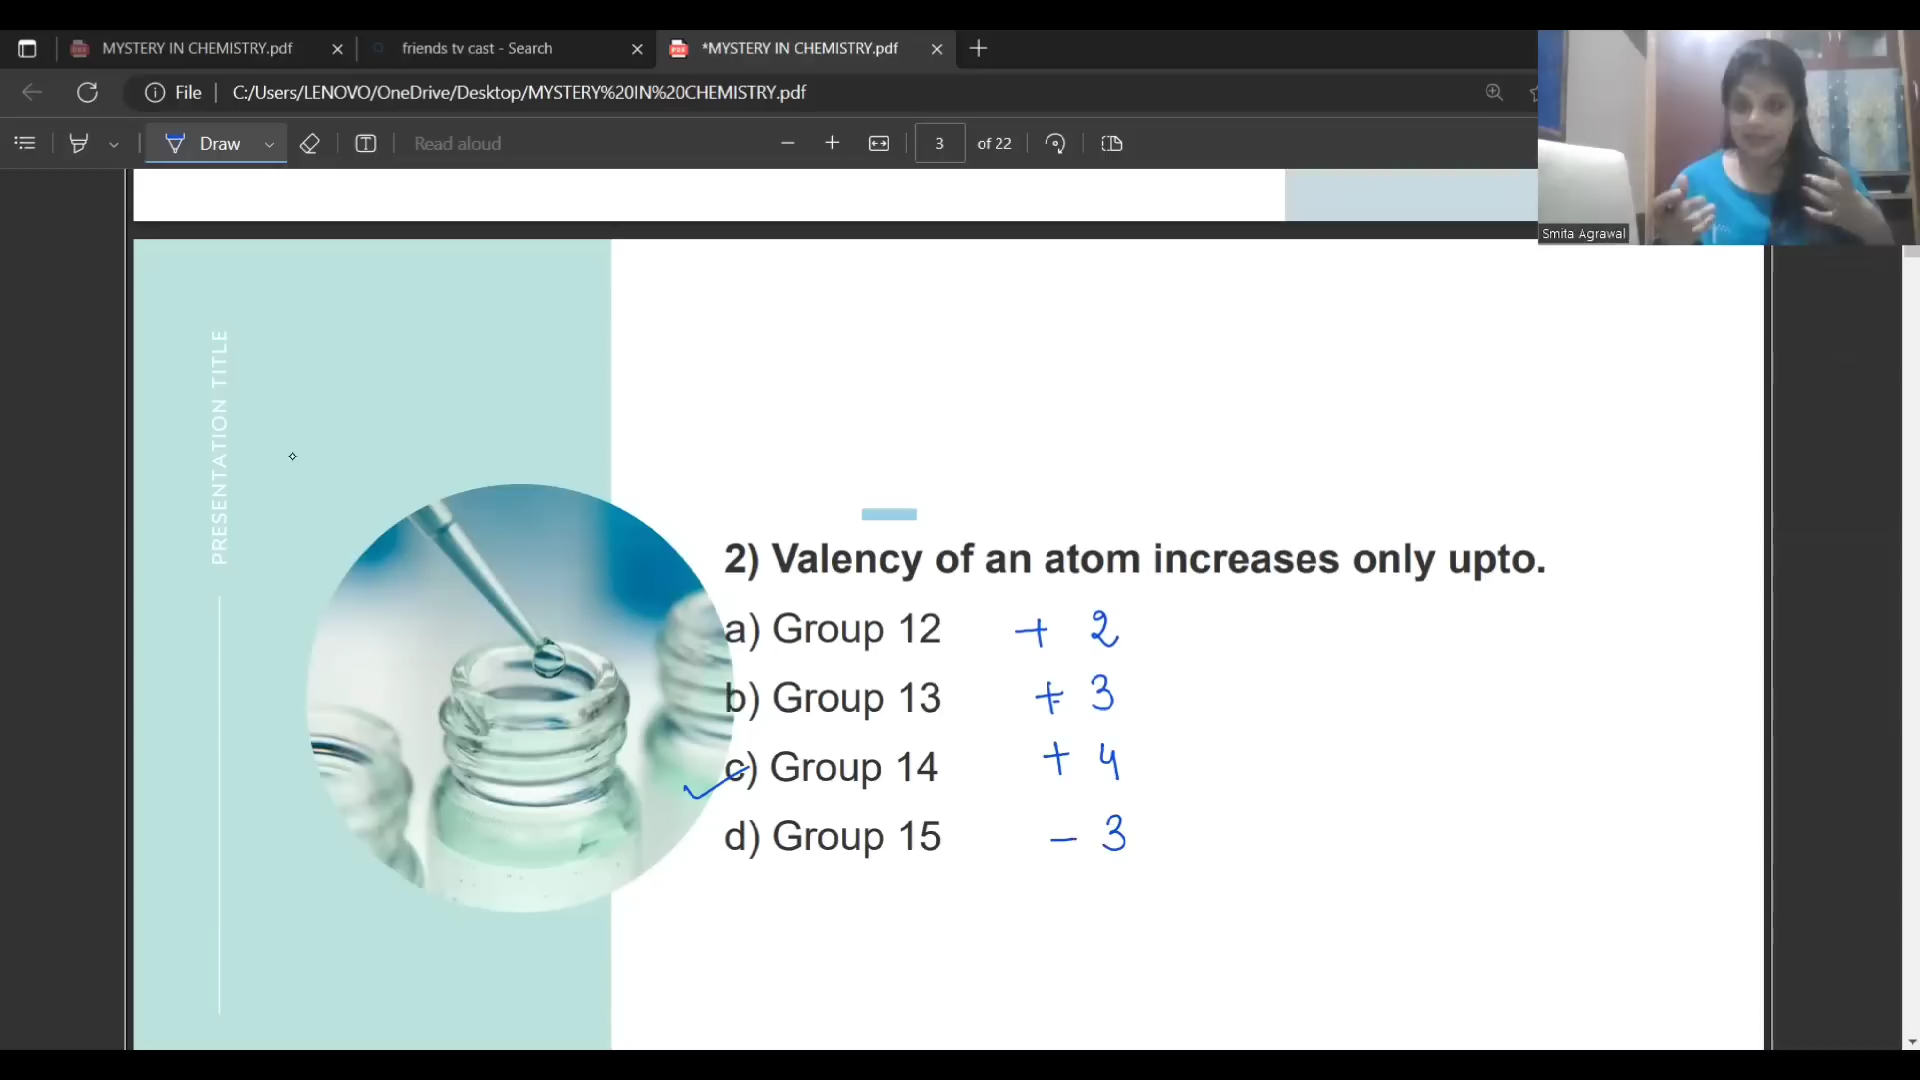 MYSTERY IN CHEMISTRY.pdf
friends tv cast - Search
*MYSTERY IN CHEMISTRY.pdf
File
C:/Users/LENOVO/OneDrive/Desktop/MYSTERY%20IN%20CHEMISTRY.pdf
Draw
Read aloud
3 of 22
Smita Agrawal
PRESENTATION TITLE
2) Valency of an atom increases only upto.
a) Group 12 + 2
b) Group 13 + 3
c) Group 14 + 4
d) Group 15 - 3